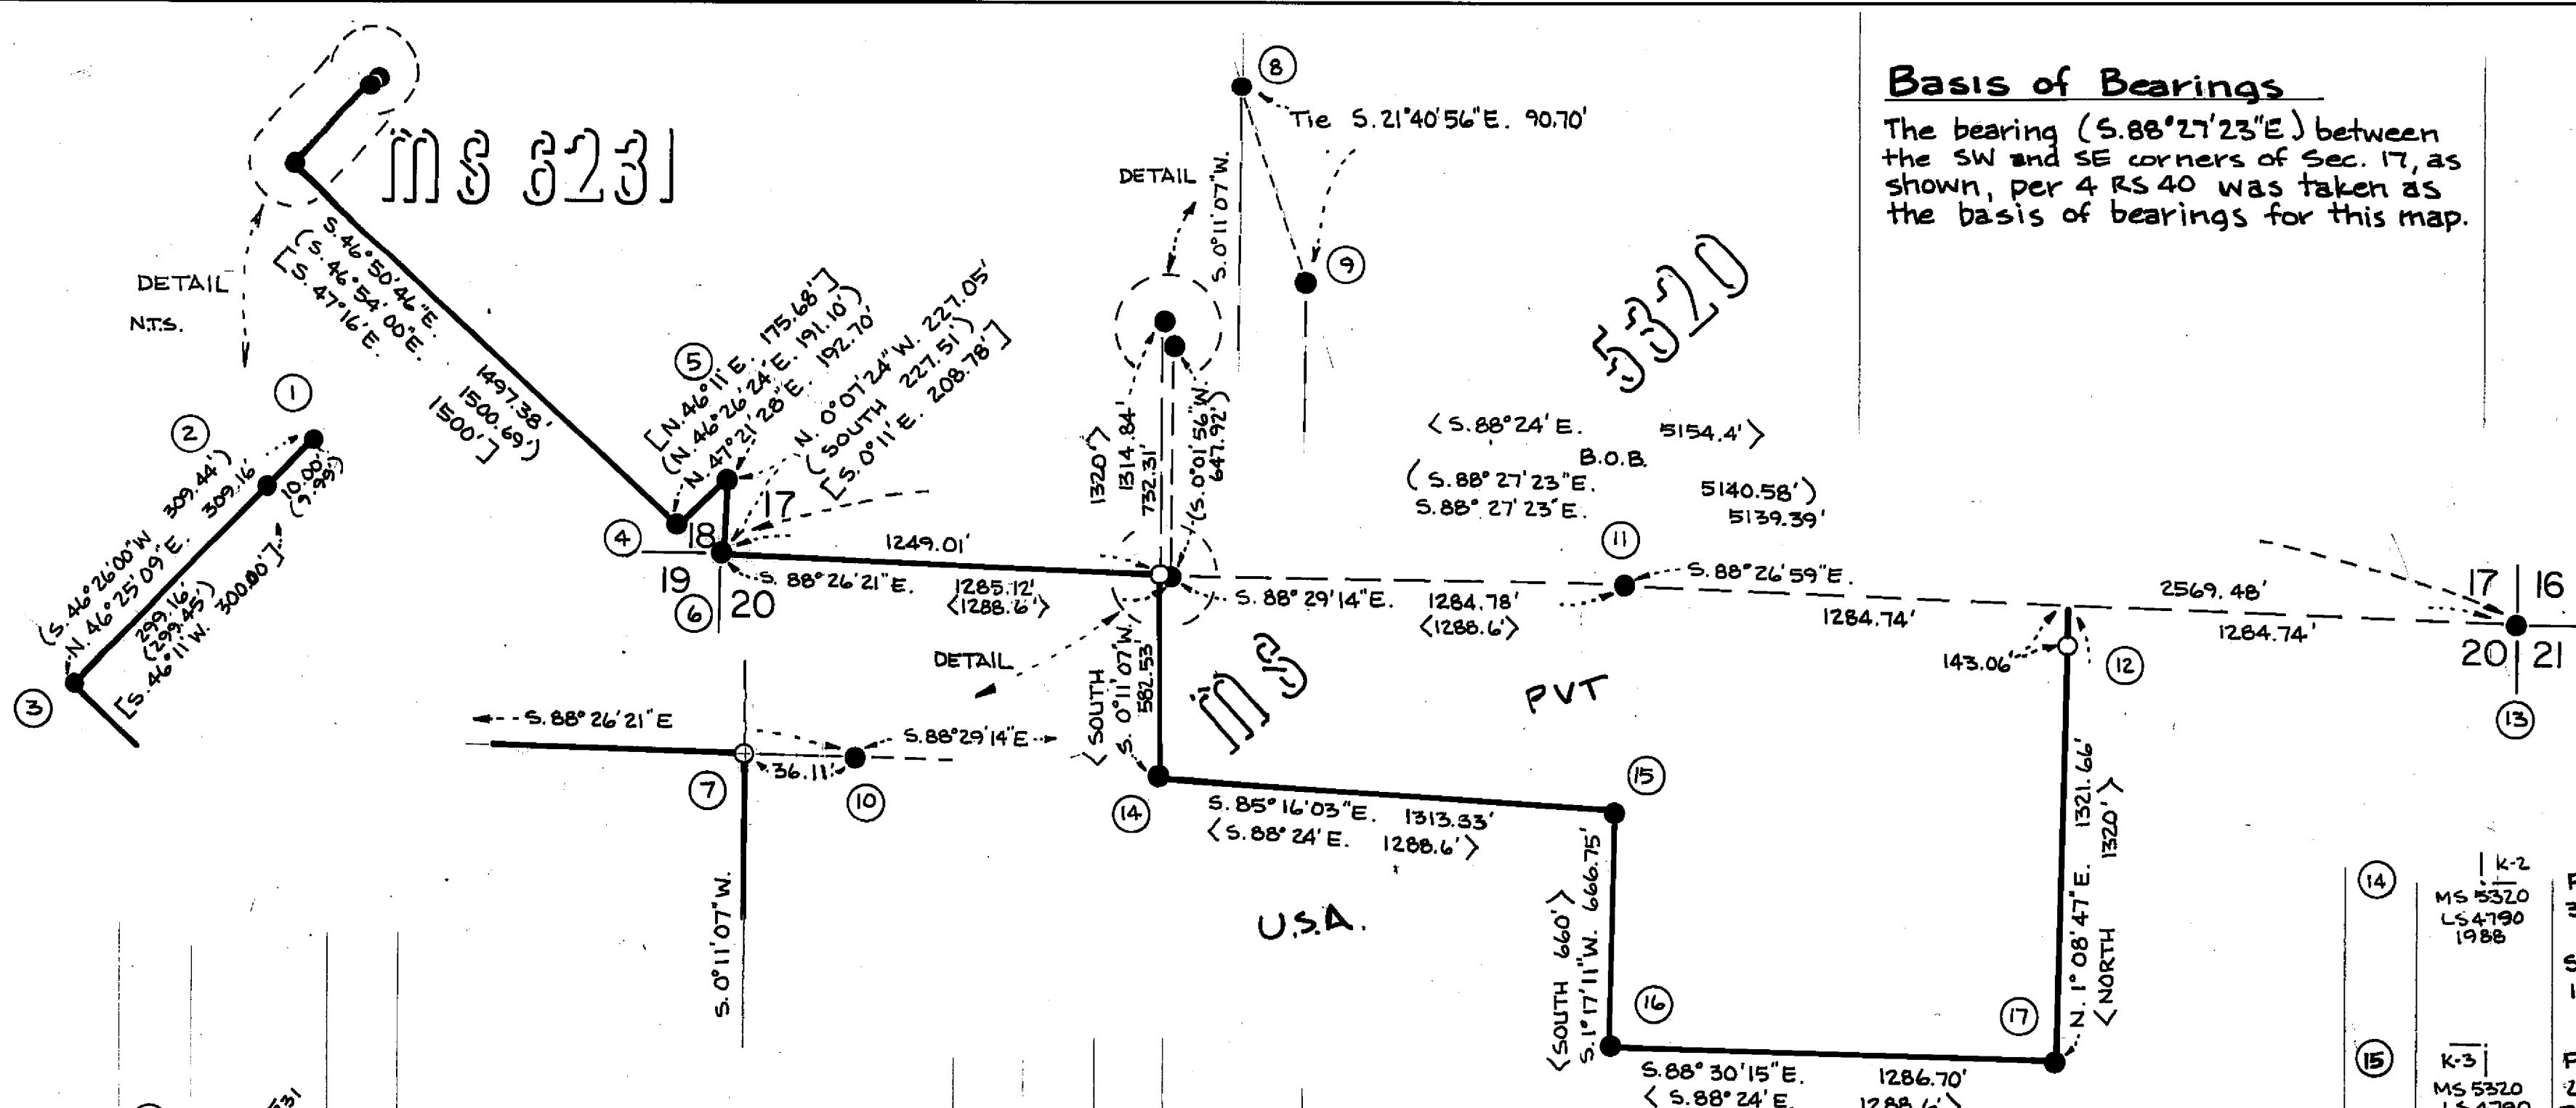 Basis of Bearings
The bearing (S.88°27'23"E) between
the SW and SE corners of Sec. 17, as
shown, per 4 RS 40 was taken as
the basis of bearings for this map.
MS 6231
8
Tie S.21°40'56"E. 90.70'
DETAIL
S.0°11'07"W.
9
5320
DETAIL
N.T.S.
S.46°50'46"E.
(S.46°54'00"E.
[S.47°16'E.
1497.38'
1500.69')
1500']
1
2
(S.46°26'00"W 309.44')
N.46°25'09"E. 309.16'
10.00'
(9.99')
299.16'
(299.45')
[S.46°11'W. 300.00']
3
5
[N.46°11'E. 175.68']
(N.46°26'24"E. 191.10')
N.47°21'28"E. 192.70'
N. 0°07'24"W. 227.05'
(SOUTH 227.51')
[S.0°11'E. 208.78']
4
17
18
19
20
6
1249.01'
S. 88°26'21"E.
1285.12'
<1288.6'>
1320'>
1314.84'
732.31'
(S.0°01'56"W.
647.92')
<S.88°24'E. 5154.4'>
B.O.B.
(S.88°27'23"E. 5140.58')
S.88°27'23"E. 5139.39'
11
S.88°29'14"E. 1284.78'
<1288.6'>
S.88°26'59"E.
1284.74'
2569.48'
1284.74'
17
16
20
21
13
143.06'
12
DETAIL
<SOUTH
S. 0°11'07"W.
582.53'
MS
PVT
S.88°26'21"E
S.88°29'14"E
36.11'
7
10
S.0°11'07"W.
14
S.85°16'03"E. 1313.33'
<S.88°24'E. 1288.6'>
15
U.S.A.
<SOUTH 660'>
S.1°17'11"W. 666.75'
16
17
N. 1°08'47"E. 1321.66'
<NORTH 1320'>
S.88°30'15"E. 1286.70'
<S.88°24'E. 1288.6'>
14
K-2
MS 5320
LS4790
1988
15
K-3
MS 5320
LS 4790